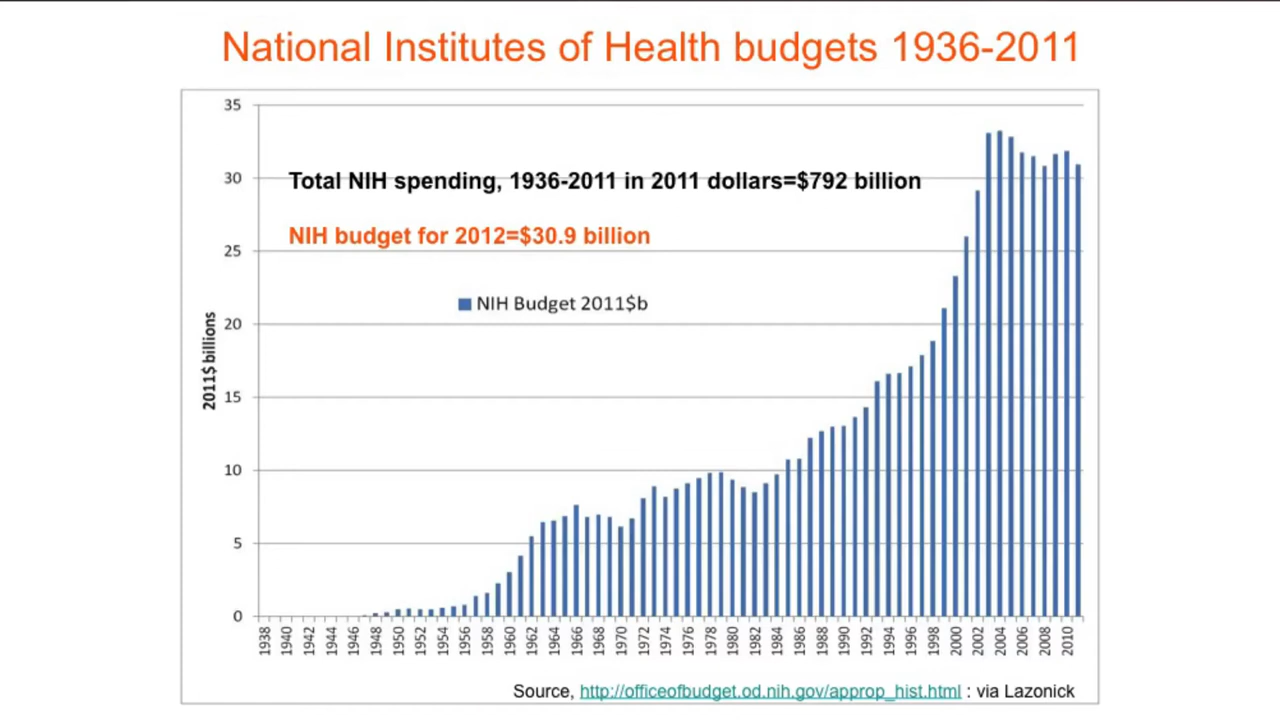 National Institutes of Health budgets 1936-2011
35
Total NIH spending, 1936-2011 in 2011 dollars=$792 billion
30
NIH budget for 2012=$30.9 billion
25
NIH Budget 2011$b
20
2011$ billions
15
10
5
0
1938 1940 1942 1944 1946 1948 1950 1952 1954 1956 1958 1960 1962 1964 1966 1968 1970 1972 1974 1976 1978 1980 1982 1984 1986 1988 1990 1992 1994 1996 1998 2000 2002 2004 2006 2008 2010
Source, http://officeofbudget.od.nih.gov/approp_hist.html : via Lazonick